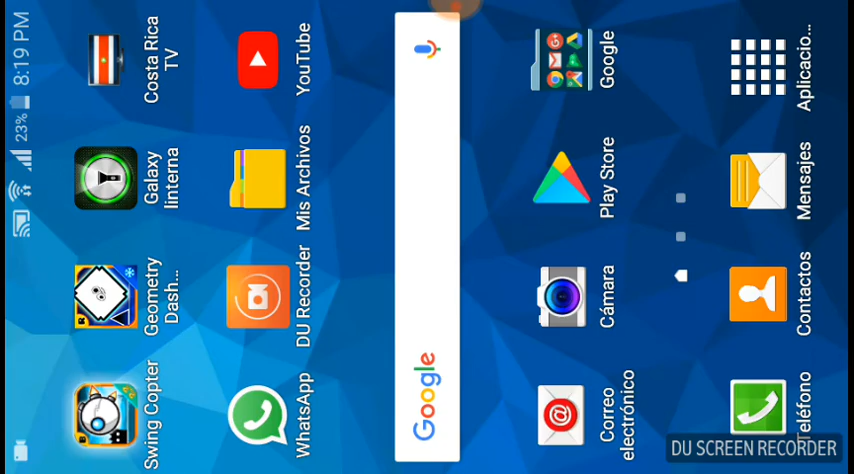 23% 8:19 PM
Swing Copter
Geometry
Dash...
Galaxy
linterna
Costa Rica
TV
WhatsApp
DU Recorder
Mis Archivos
YouTube
Google
Correo
electrónico
Cámara
Play Store
Google
Teléfono
Contactos
Mensajes
Aplicacio...
DU SCREEN RECORDER